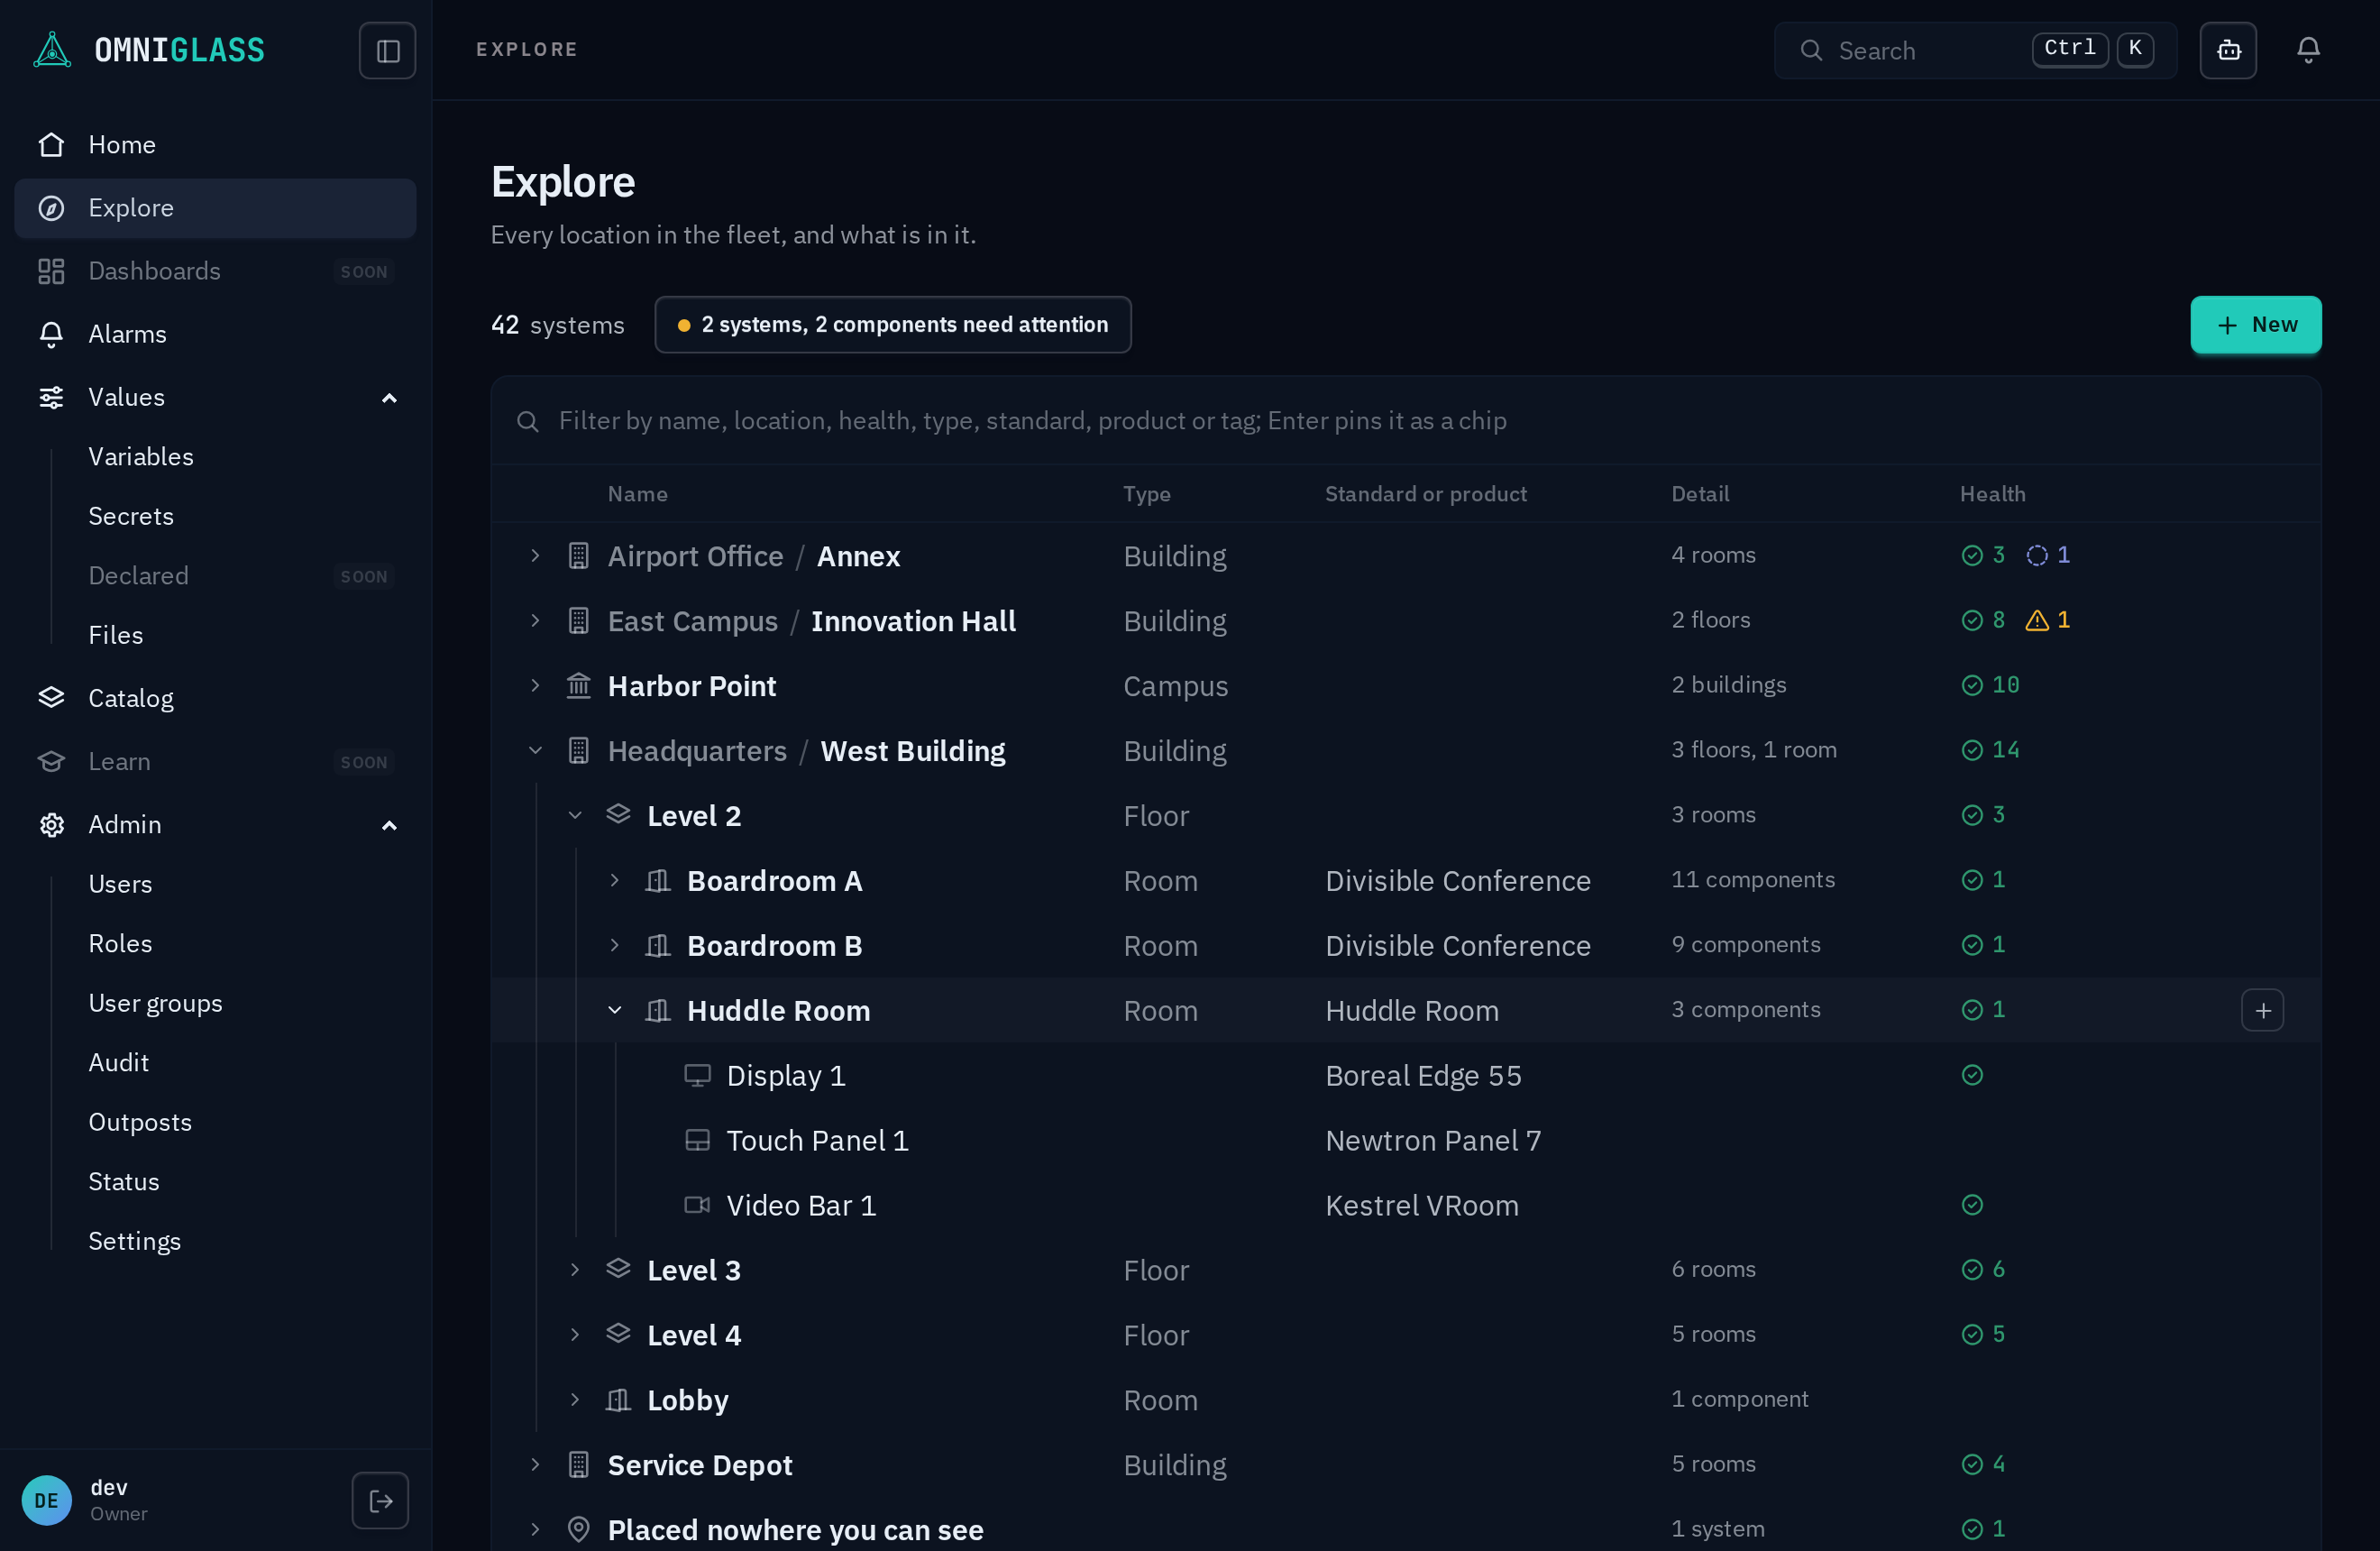 OMNIGLASS
EXPLORE
Search
Ctrl K
Home
Explore
Dashboards SOON
Alarms
Values
Variables
Secrets
Declared SOON
Files
Catalog
Learn SOON
Admin
Users
Roles
User groups
Audit
Outposts
Status
Settings
DE
dev
Owner
Explore
Every location in the fleet, and what is in it.
42 systems
2 systems, 2 components need attention
+ New
Filter by name, location, health, type, standard, product or tag; Enter pins it as a chip
Name Type Standard or product Detail Health
Airport Office / Annex Building 4 rooms 3 1
East Campus / Innovation Hall Building 2 floors 8 1
Harbor Point Campus 2 buildings 10
Headquarters / West Building Building 3 floors, 1 room 14
Level 2 Floor 3 rooms 3
Boardroom A Room Divisible Conference 11 components 1
Boardroom B Room Divisible Conference 9 components 1
Huddle Room Room Huddle Room 3 components 1
Display 1 Boreal Edge 55
Touch Panel 1 Newtron Panel 7
Video Bar 1 Kestrel VRoom
Level 3 Floor 6 rooms 6
Level 4 Floor 5 rooms 5
Lobby Room 1 component
Service Depot Building 5 rooms 4
Placed nowhere you can see 1 system 1